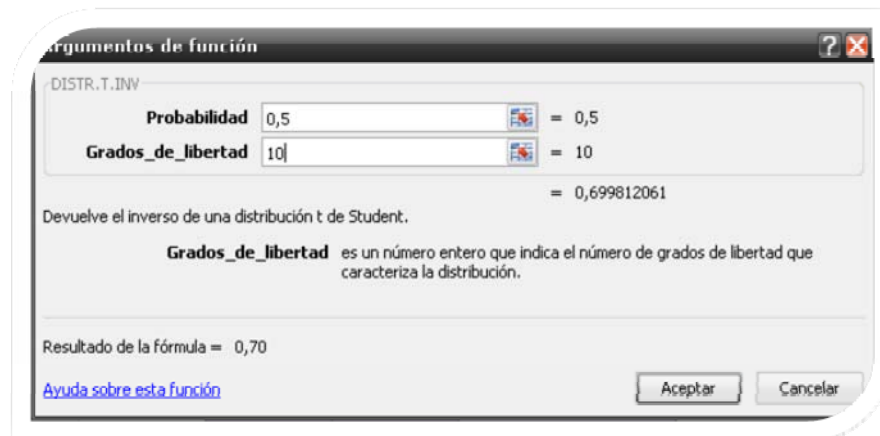 Argumentos de función
DISTR.T.INV
Probabilidad 0,5 = 0,5
Grados_de_libertad 10 = 10
= 0,699812061
Devuelve el inverso de una distribución t de Student.
Grados_de_libertad es un número entero que indica el número de grados de libertad que
caracteriza la distribución.
Resultado de la fórmula = 0,70
Ayuda sobre esta función
Aceptar Cancelar